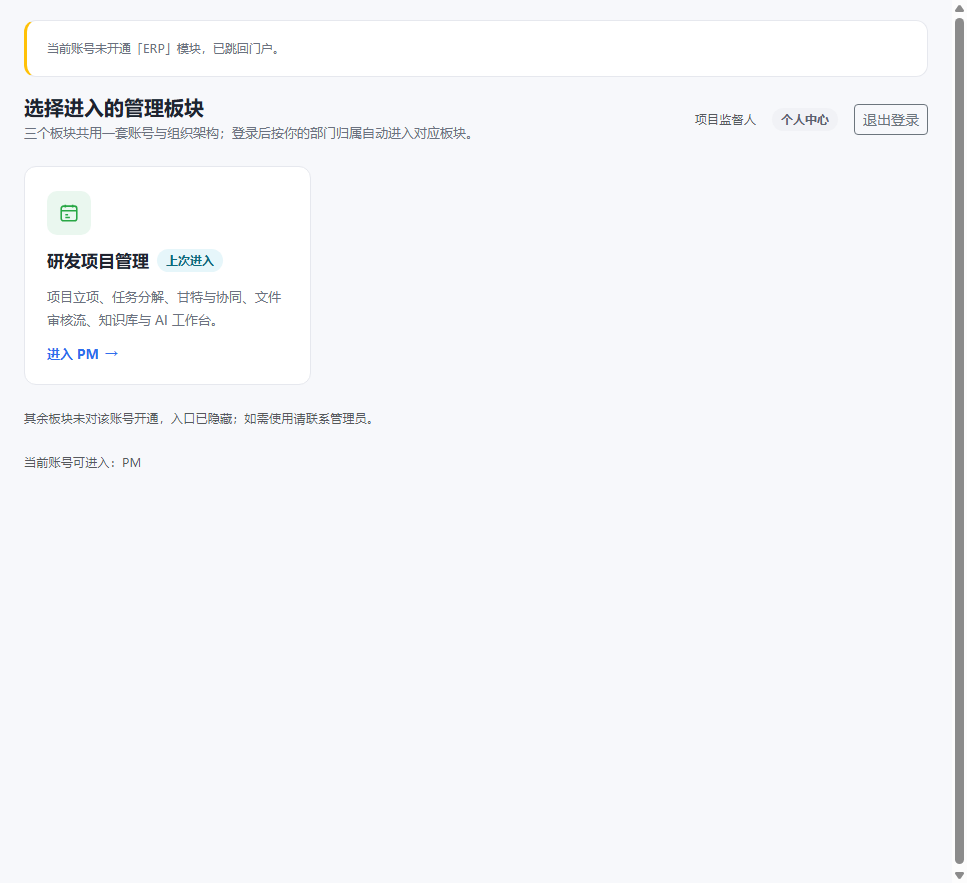 当前账号未开通「ERP」模块，已跳回门户。
选择进入的管理板块
三个板块共用一套账号与组织架构；登录后按你的部门归属自动进入对应板块。
项目监督人 个人中心 退出登录
研发项目管理 上次进入
项目立项、任务分解、甘特与协同、文件
审核流、知识库与 AI 工作台。
进入 PM →
其余板块未对该账号开通，入口已隐藏；如需使用请联系管理员。
当前账号可进入：PM